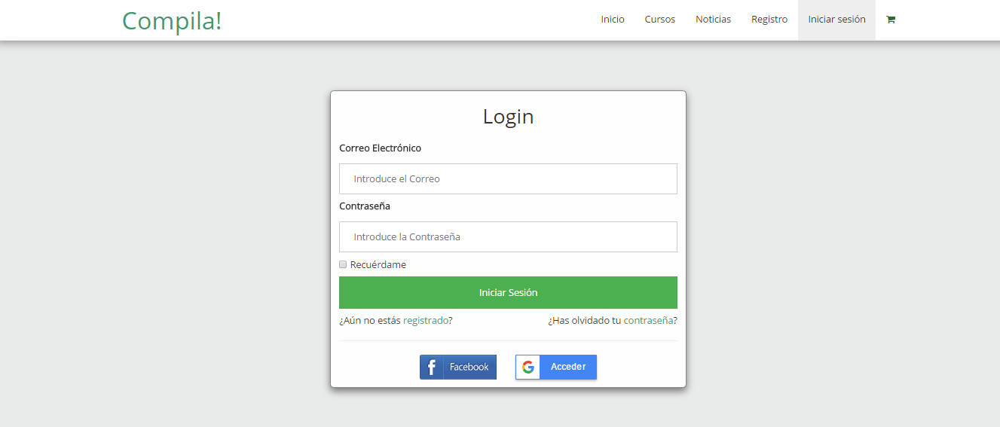 Compila!
Inicio Cursos Noticias Registro Iniciar sesión
Login
Correo Electrónico
Introduce el Correo
Contraseña
Introduce la Contraseña
Recuérdame
Iniciar Sesión
¿Aún no estás registrado? ¿Has olvidado tu contraseña?
f Facebook G Acceder